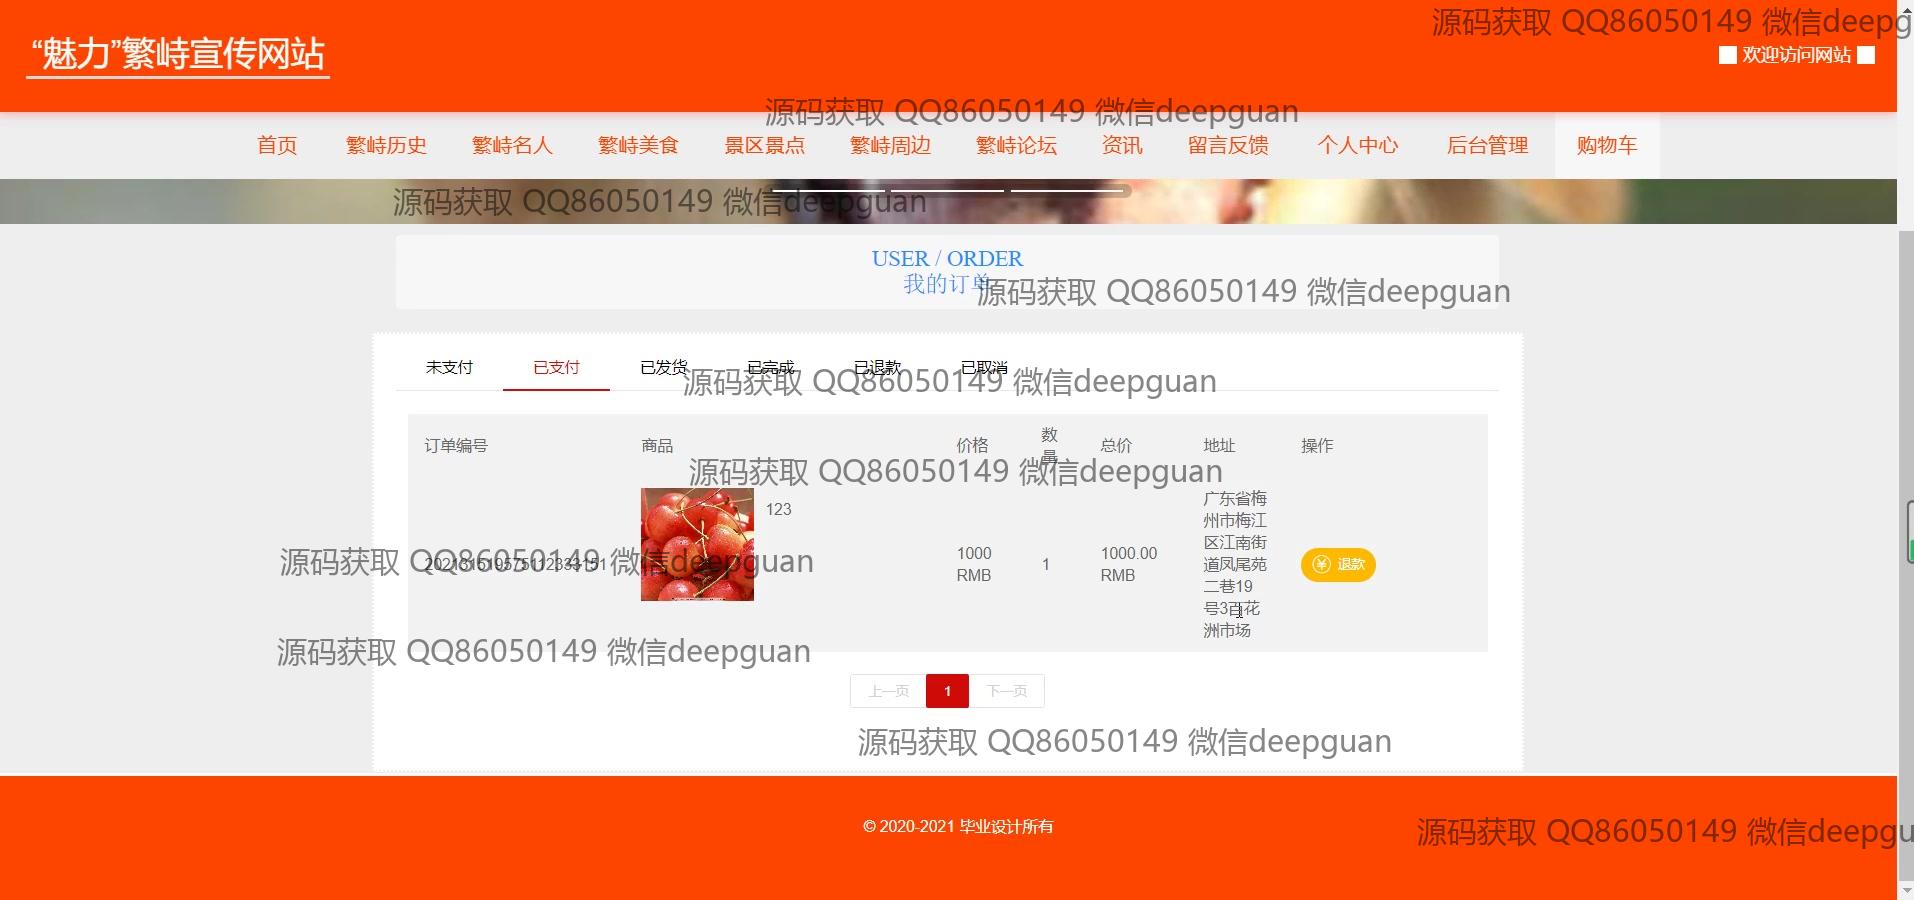 源码获取 QQ86050149 微信deepg
“魅力”繁峙宣传网站
欢迎访问网站
源码获取 QQ86050149 微信deepguan
首页 繁峙历史 繁峙名人 繁峙美食 景区景点 繁峙周边 繁峙论坛 资讯 留言反馈 个人中心 后台管理 购物车
源码获取 QQ86050149 微信deepguan
USER / ORDER
我的订单
源码获取 QQ86050149 微信deepguan
未支付 已支付 已发货 已完成 已退款 已取消
源码获取 QQ86050149 微信deepguan
订单编号 商品 价格 数量 总价 地址 操作
源码获取 QQ86050149 微信deepguan
123
1000
RMB
1
1000.00
RMB
广东省梅
州市梅江
区江南街
道凤尾苑
二巷19
号3百花
洲市场
退款
源码获取 QQ86050149 微信deepguan
源码获取 QQ86050149 微信deepguan
上一页 1 下一页
源码获取 QQ86050149 微信deepguan
© 2020-2021 毕业设计所有
源码获取 QQ86050149 微信deepgu